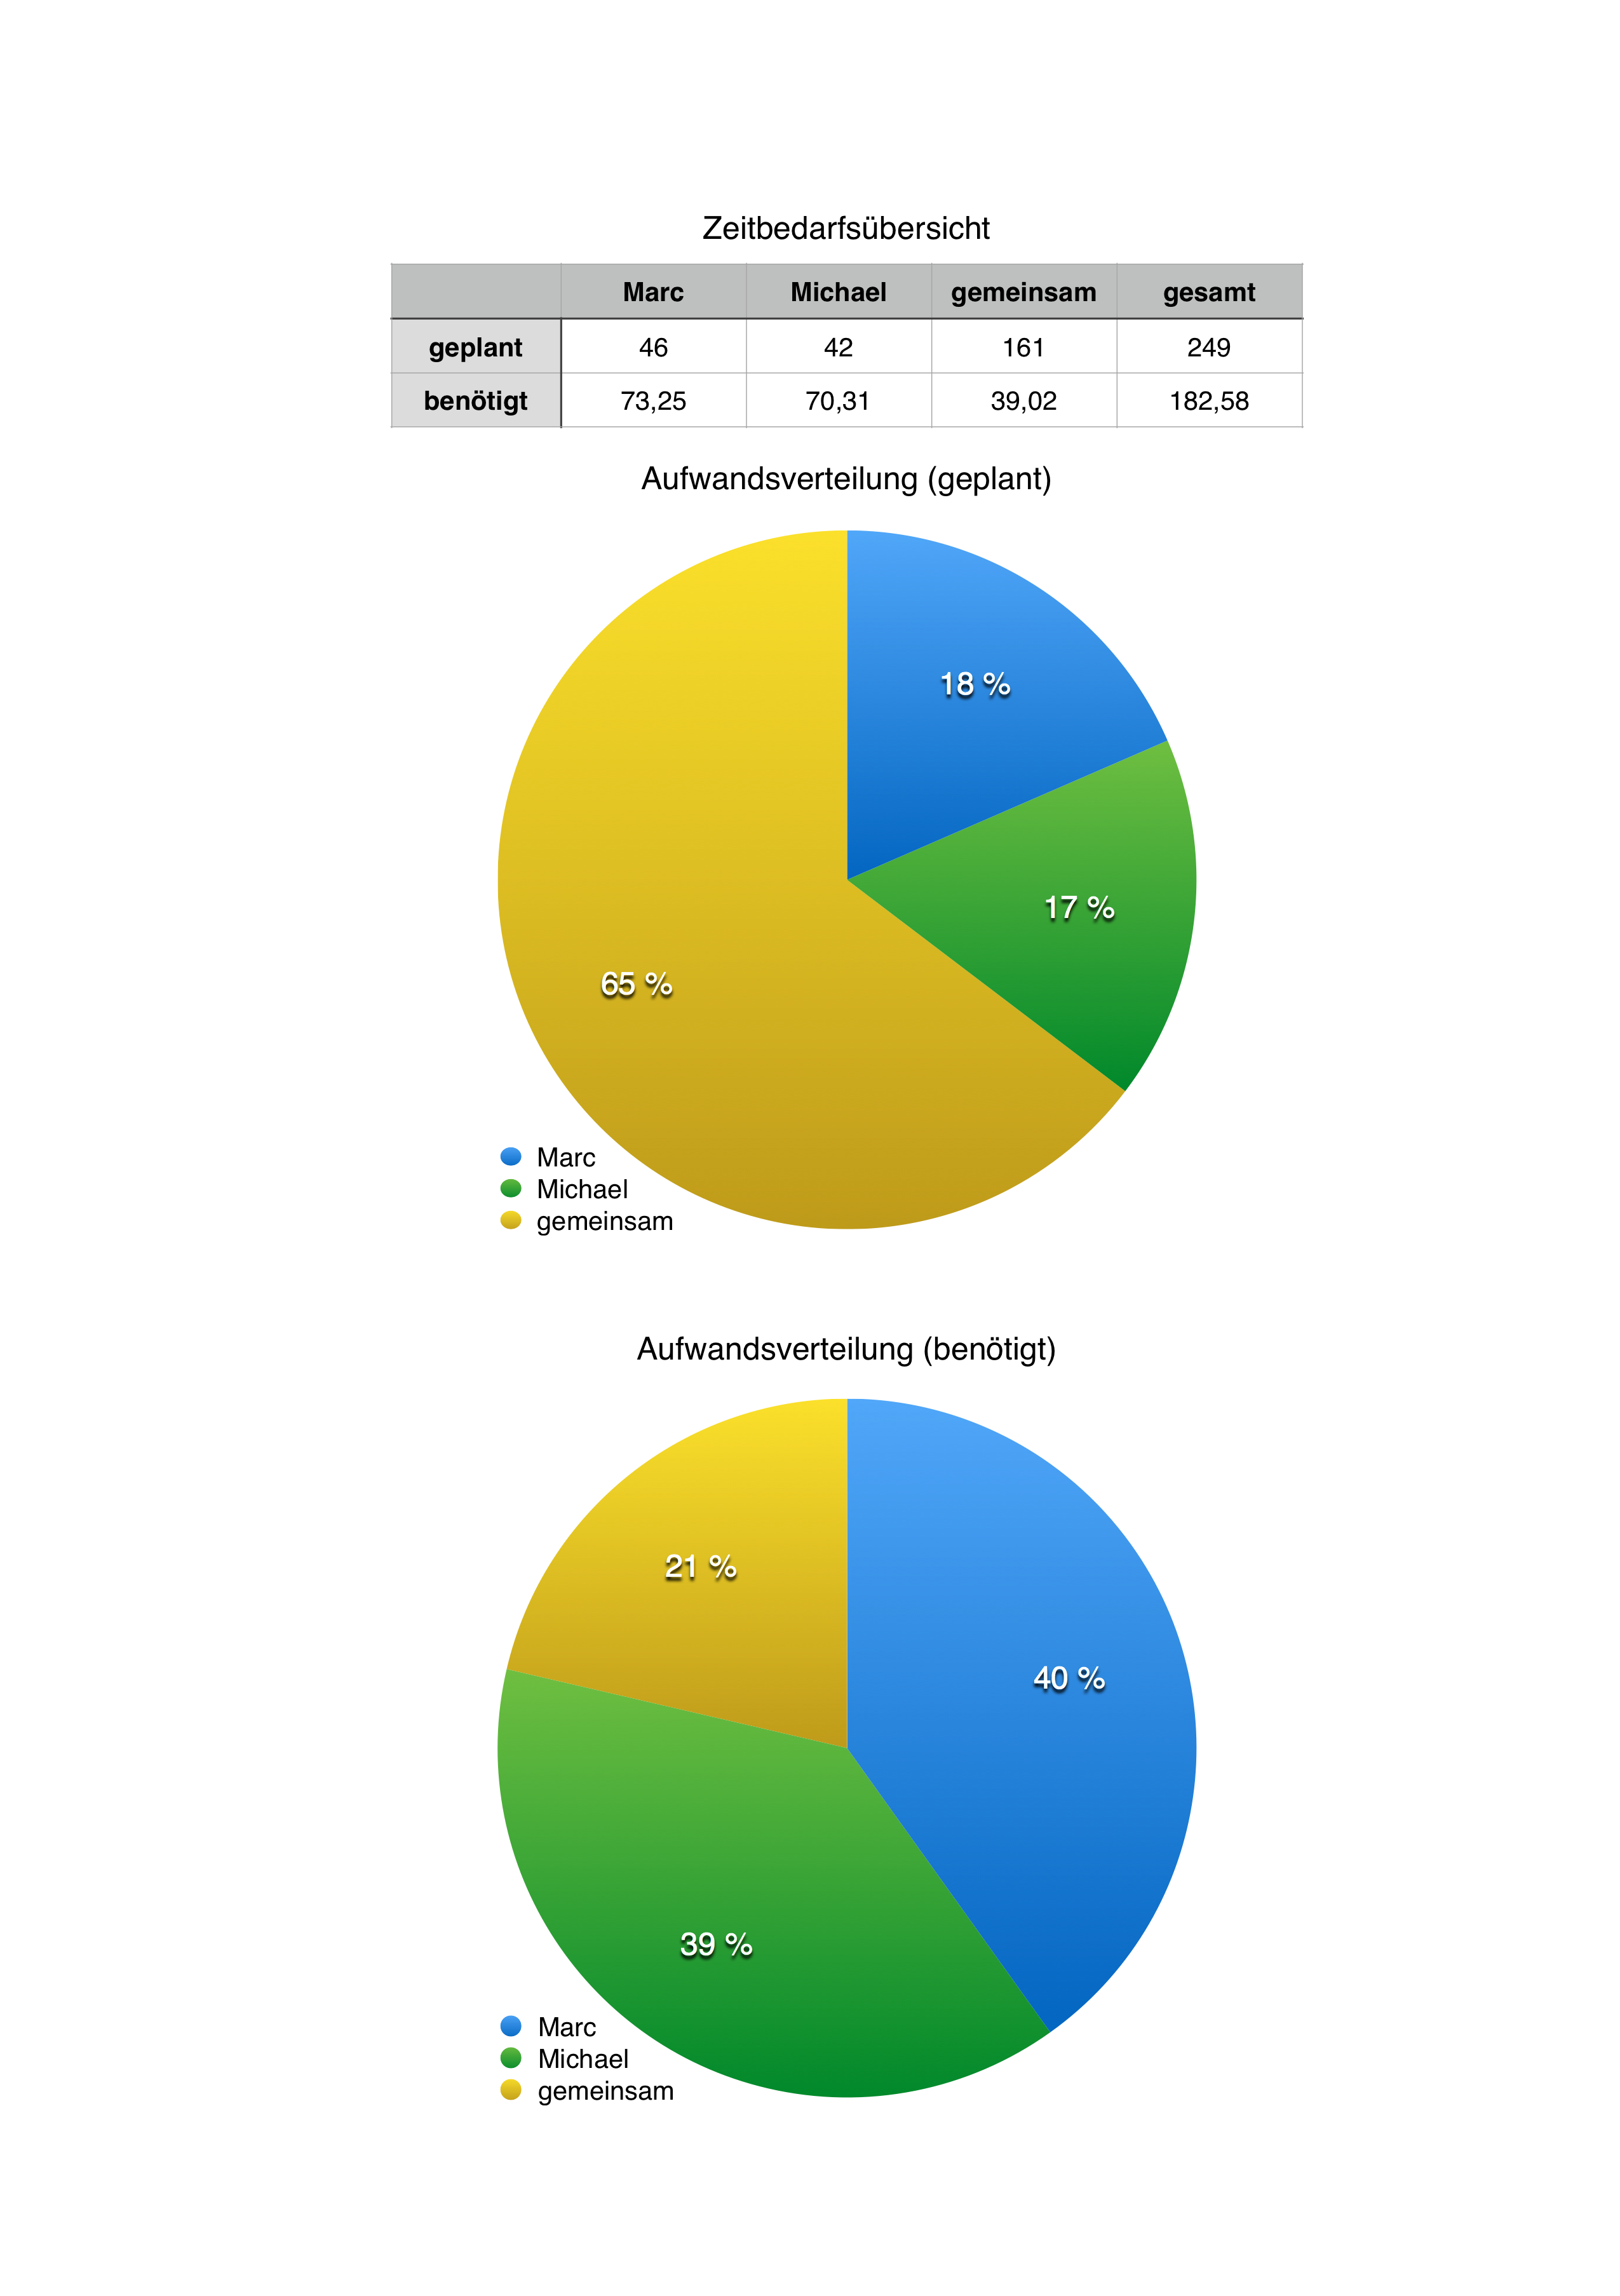 Zeitbedarfsübersicht
Marc Michael gemeinsam gesamt
geplant 46 42 161 249
benötigt 73,25 70,31 39,02 182,58
Aufwandsverteilung (geplant)
18 %
17 %
65 %
Marc
Michael
gemeinsam
Aufwandsverteilung (benötigt)
21 %
40 %
39 %
Marc
Michael
gemeinsam